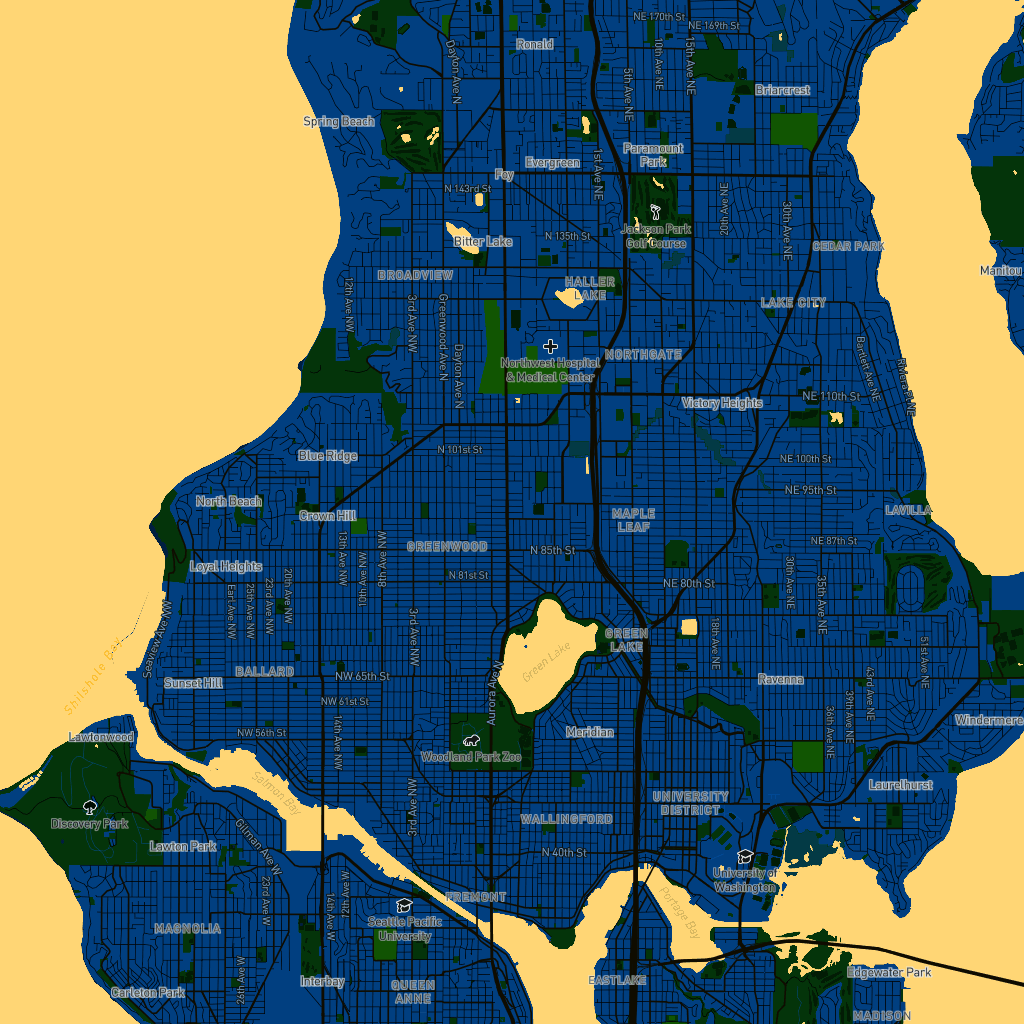 NE 170th St
NE 169th St
Ronald
Dayton Ave N
5th Ave NE
10th Ave NE
15th Ave NE
Briarcrest
Spring Beach
Evergreen
Paramount
Park
1st Ave NE
Foy
N 143rd St
20th Ave NE
30th Ave NE
Bitter Lake
N 135th St
Jackson Park
Golf Course
CEDAR PARK
Manitou
BROADVIEW
HALLER
LAKE
12th Ave NW
3rd Ave NW
Greenwood Ave N
Dayton Ave N
LAKE CITY
Northwest Hospital
& Medical Center
NORTHGATE
Bartlett Ave NE
Riviera Pl NE
Victory Heights
NE 110th St
Blue Ridge
N 101st St
NE 100th St
North Beach
NE 95th St
Crown Hill
MAPLE
LEAF
LAVILLA
GREENWOOD
N 85th St
NE 87th St
Loyal Heights
13th Ave NW
10th Ave NW
8th Ave NW
N 81st St
NE 80th St
30th Ave NE
35th Ave NE
Earl Ave NW
25th Ave NW
23rd Ave NW
20th Ave NW
3rd Ave NW
Seaview Ave NW
GREEN
LAKE
Green Lake
18th Ave NE
51st Ave NE
Shilshole Bay
BALLARD
Sunset Hill
NW 65th St
Aurora Ave N
Ravenna
43rd Ave NE
39th Ave NE
36th Ave NE
NW 61st St
14th Ave NW
NW 56th St
Lawtonwood
Meridian
Windermere
Woodland Park Zoo
Salmon Bay
Laurelhurst
3rd Ave NW
UNIVERSITY
DISTRICT
Discovery Park
WALLINGFORD
Lawton Park
Gilman Ave W
N 40th St
University of
Washington
23rd Ave W
14th Ave W
12th Ave W
FREMONT
Portage Bay
Seattle Pacific
University
MAGNOLIA
26th Ave W
Interbay
QUEEN
ANNE
EASTLAKE
Edgewater Park
Carleton Park
MADISON